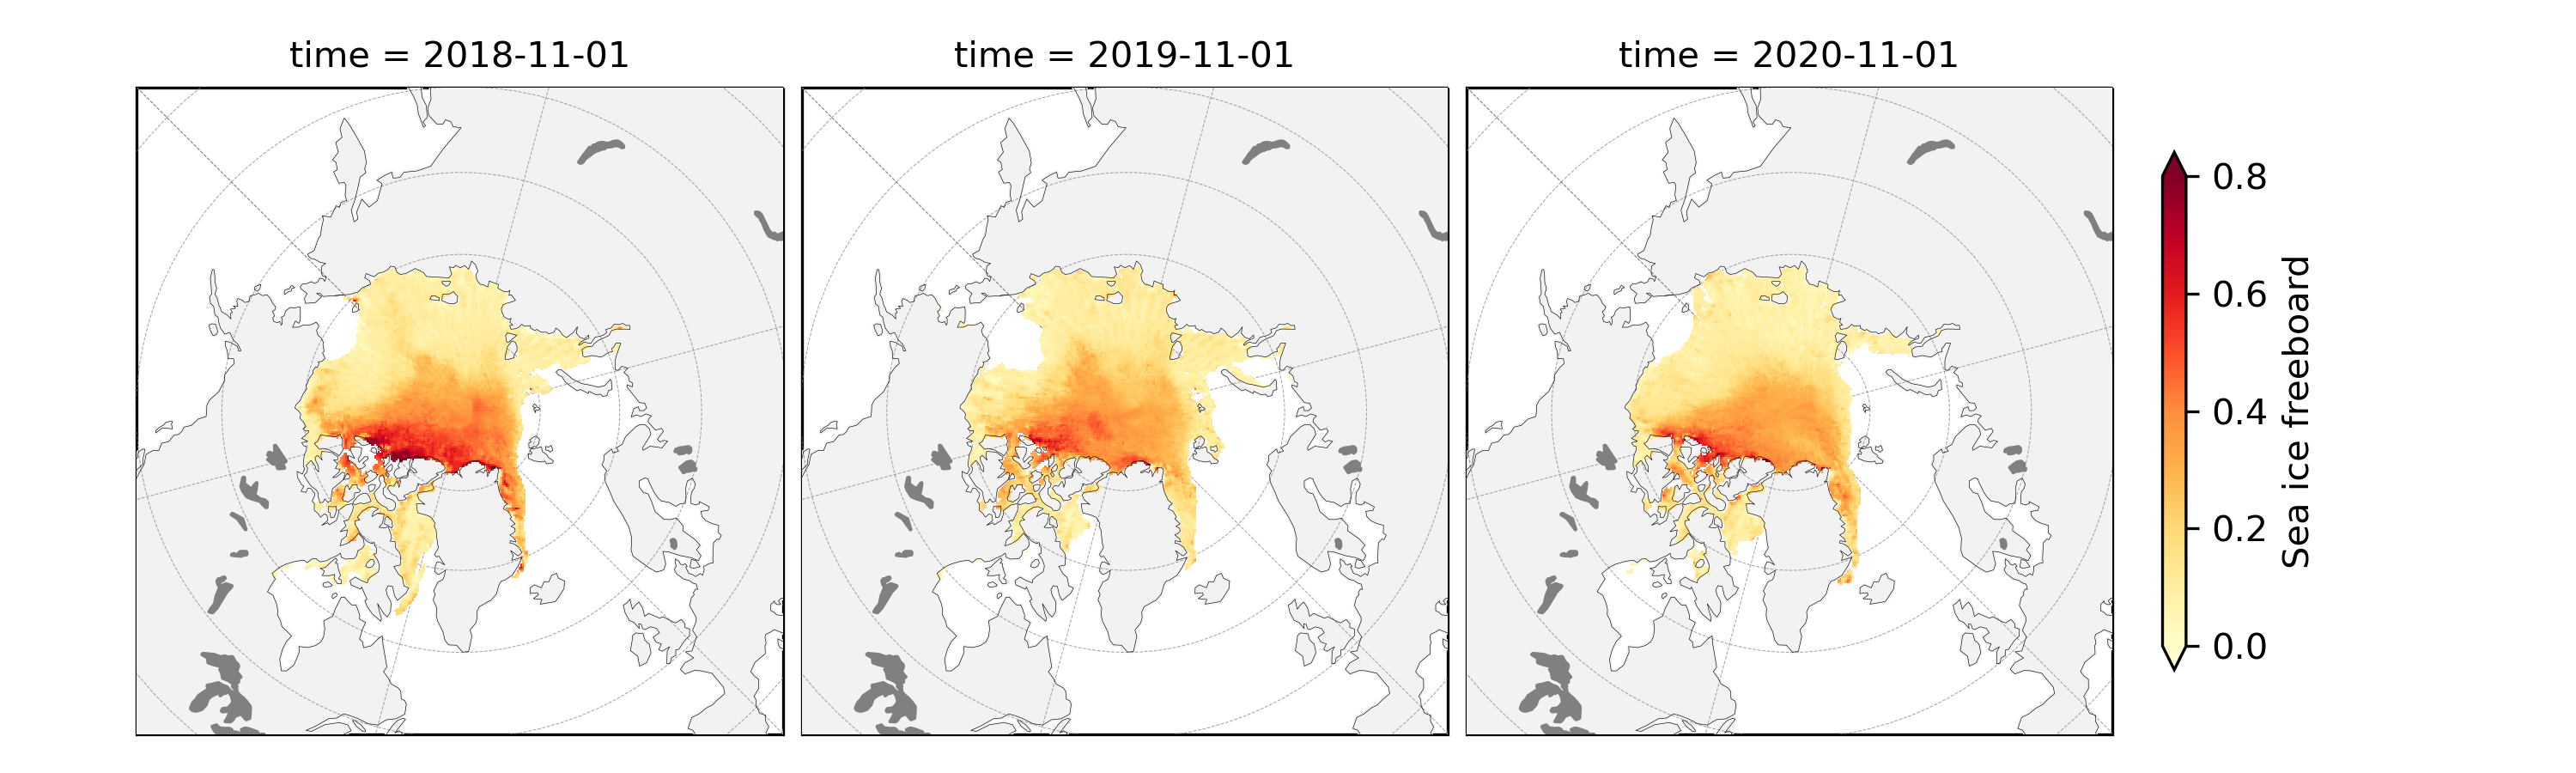 time = 2018-11-01
time = 2019-11-01
time = 2020-11-01
0.8
0.6
0.4
0.2
0.0
Sea ice freeboard